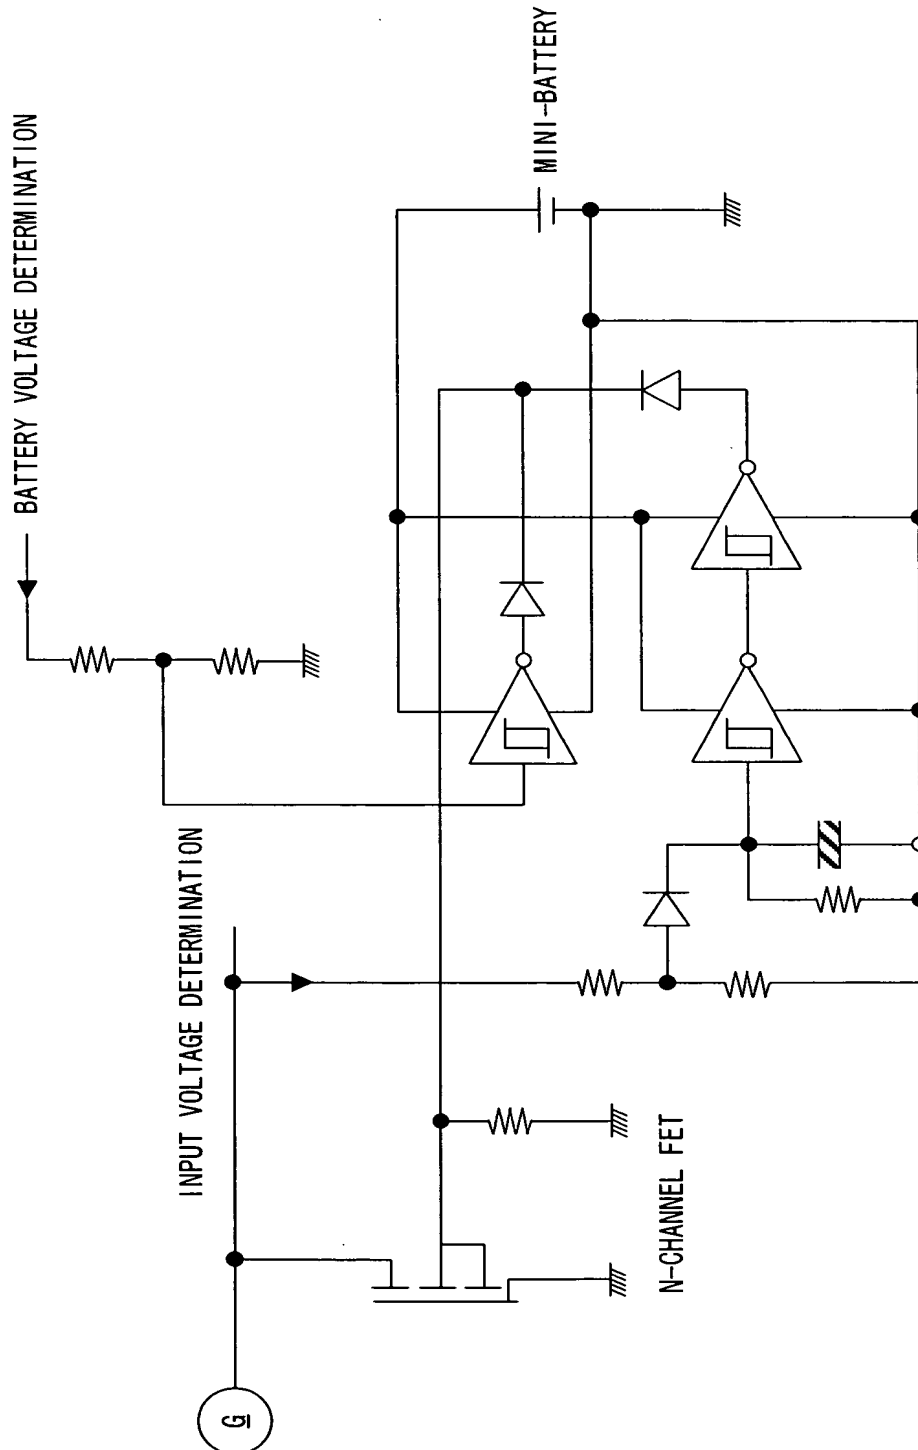 BATTERY VOLTAGE DETERMINATION
MINI-BATTERY
INPUT VOLTAGE DETERMINATION
N-CHANNEL FET
G